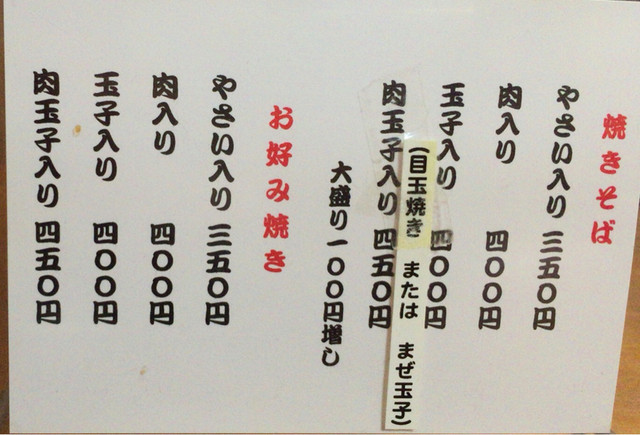 焼きそば
やさい入り 三五〇円
肉入り 四〇〇円
玉子入り 四〇〇円
(目玉焼き または まぜ玉子)
肉玉子入り 四五〇円
大盛り一〇〇円増し
お好み焼き
やさい入り 三五〇円
肉入り 四〇〇円
玉子入り 四〇〇円
肉玉子入り 四五〇円